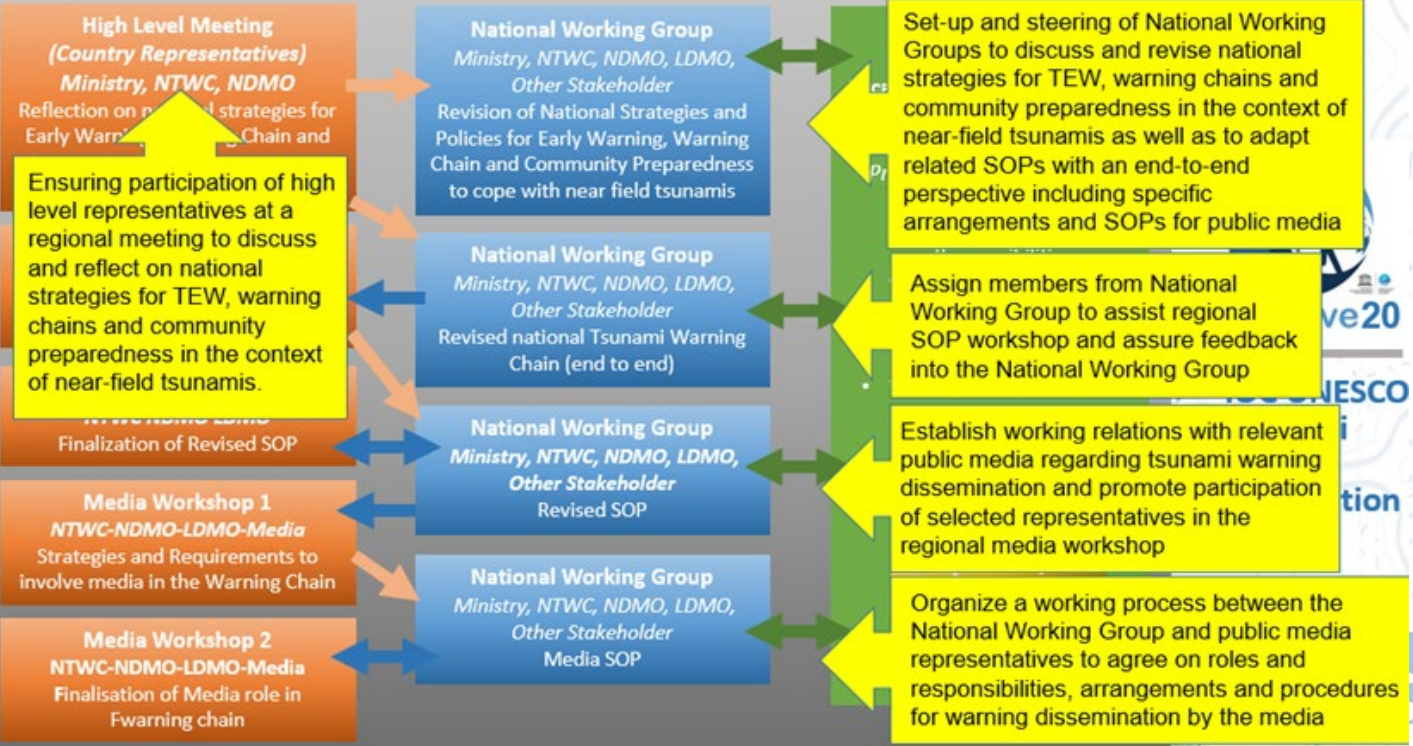 High Level Meeting
(Country Representatives)
Ministry, NTWC, NDMO
Reflection on strategies for
Early Chain and
Ensuring participation of high
level representatives at a
regional meeting to discuss
and reflect on national
strategies for TEW, warning
chains and community
preparedness in the context
of near-field tsunamis.
NTWC-NDMO-LDMO
Finalization of Revised SOP
Media Workshop 1
NTWC-NDMO-LDMO-Media
Strategies and Requirements to
involve media in the Warning Chain
Media Workshop 2
NTWC-NDMO-LDMO-Media
Finalisation of Media role in
Fwarning chain
National Working Group
Ministry, NTWC, NDMO, LDMO,
Other Stakeholder
Revision of National Strategies and
Policies for Early Warning, Warning
Chain and Community Preparedness
to cope with near field tsunamis
National Working Group
Ministry, NTWC, NDMO, LDMO,
Other Stakeholder
Revised national Tsunami Warning
Chain (end to end)
National Working Group
Ministry, NTWC, NDMO, LDMO,
Other Stakeholder
Revised SOP
National Working Group
Ministry, NTWC, NDMO, LDMO,
Other Stakeholder
Media SOP
Set-up and steering of National Working
Groups to discuss and revise national
strategies for TEW, warning chains and
community preparedness in the context of
near-field tsunamis as well as to adapt
related SOPs with an end-to-end
perspective including specific
arrangements and SOPs for public media
Assign members from National
Working Group to assist regional
SOP workshop and assure feedback
into the National Working Group
Establish working relations with relevant
public media regarding tsunami warning
dissemination and promote participation
of selected representatives in the
regional media workshop
Organize a working process between the
National Working Group and public media
representatives to agree on roles and
responsibilities, arrangements and procedures
for warning dissemination by the media
ve20
NESCO
i
tion